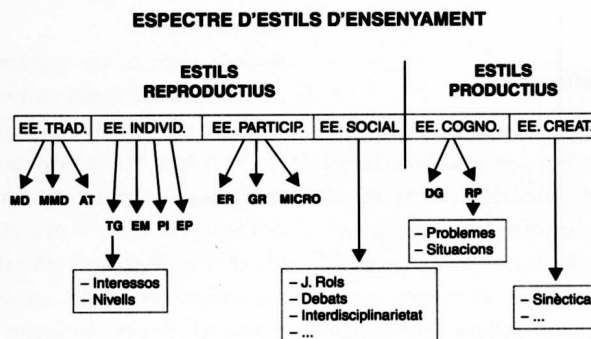 ESPECTRE D'ESTILS D'ENSENYAMENT
ESTILS
REPRODUCTIUS
ESTILS
PRODUCTIUS
EE. TRAD.
EE. INDIVID.
EE. PARTICIP.
EE. SOCIAL
EE. COGNO.
EE. CREAT.
MD MMD AT
TG EM PI EP
ER GR MICRO
DG RP
– Interessos
– Nivells
– J. Rols
– Debats
– Interdisciplinarietat
– ...
– Problemes
– Situacions
– Sinèctica
– ...